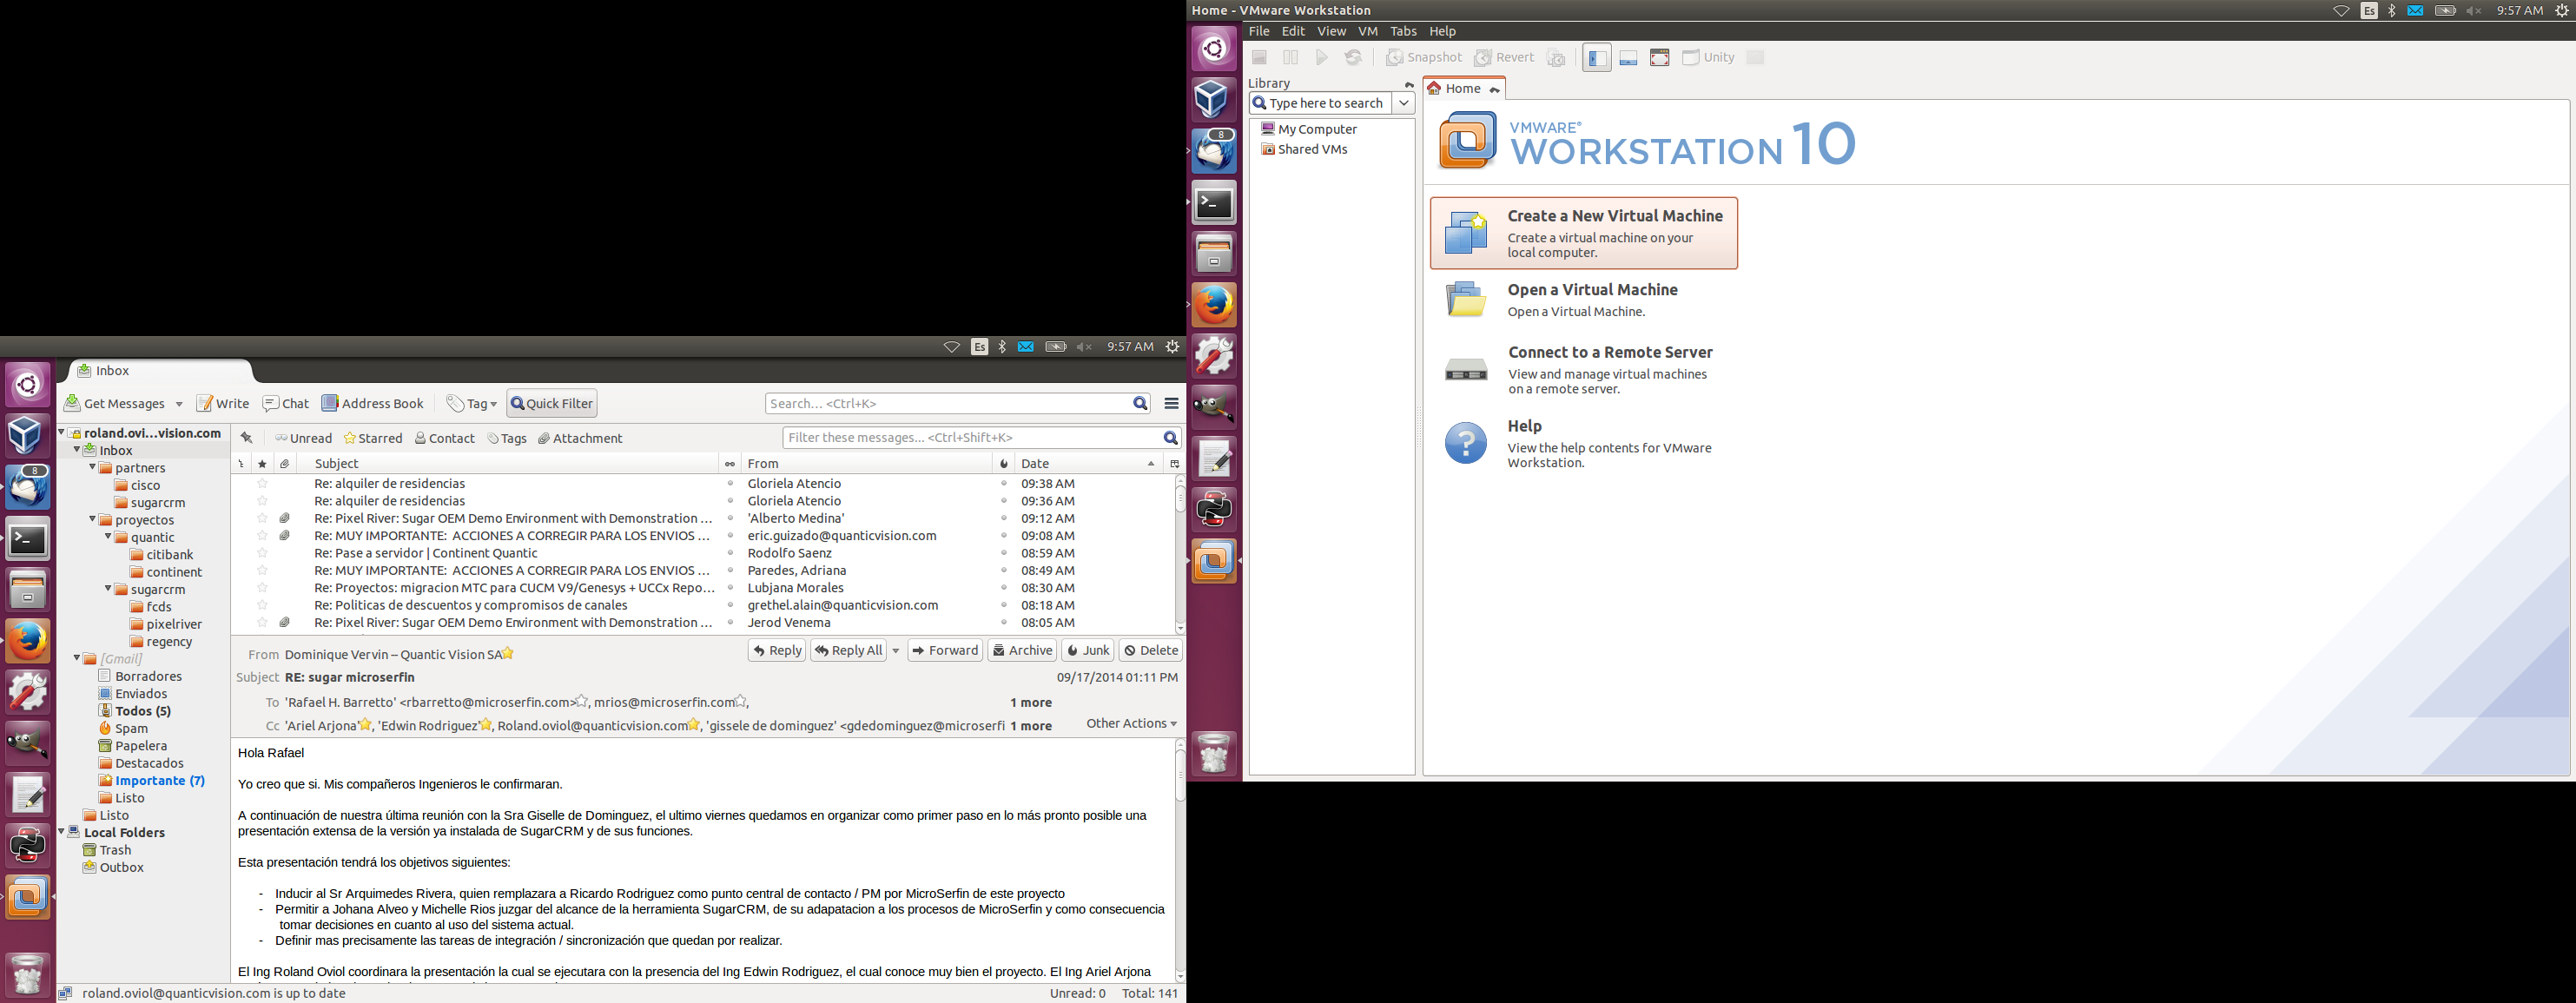 Es
9:57 AM
Inbox
Get Messages
Write
Chat
Address Book
Tag
Quick Filter
Search... <Ctrl+K>
8
roland.ovi...vision.com
Inbox
partners
cisco
sugarcrm
proyectos
quantic
citibank
continent
sugarcrm
fcds
pixelriver
regency
[Gmail]
Borradores
Enviados
Todos (5)
Spam
Papelera
Destacados
Importante (7)
Listo
Listo
Local Folders
Trash
Outbox
Unread Starred Contact Tags Attachment
Filter these messages... <Ctrl+Shift+K>
Subject From Date
Re: alquiler de residencias Gloriela Atencio 09:38 AM
Re: alquiler de residencias Gloriela Atencio 09:36 AM
Re: Pixel River: Sugar OEM Demo Environment with Demonstration ... 'Alberto Medina' 09:12 AM
Re: MUY IMPORTANTE: ACCIONES A CORREGIR PARA LOS ENVIOS ... eric.guizado@quanticvision.com 09:08 AM
Re: Pase a servidor | Continent Quantic Rodolfo Saenz 08:59 AM
Re: MUY IMPORTANTE: ACCIONES A CORREGIR PARA LOS ENVIOS ... Paredes, Adriana 08:49 AM
Re: Proyectos: migracion MTC para CUCM V9/Genesys + UCCx Repo... Lubjana Morales 08:30 AM
Re: Politicas de descuentos y compromisos de canales grethel.alain@quanticvision.com 08:18 AM
Re: Pixel River: Sugar OEM Demo Environment with Demonstration ... Jerod Venema 08:05 AM
From Dominique Vervin -- Quantic Vision SA
Reply Reply All Forward Archive Junk Delete
Subject RE: sugar microserfin 09/17/2014 01:11 PM
To 'Rafael H. Barretto' <rbarretto@microserfin.com>, mrios@microserfin.com, 1 more
Cc 'Ariel Arjona', 'Edwin Rodriguez', Roland.oviol@quanticvision.com, 'gissele de dominguez' <gdedominguez@microserfi 1 more
Other Actions
Hola Rafael
Yo creo que si. Mis compañeros Ingenieros le confirmaran.
A continuación de nuestra última reunión con la Sra Giselle de Dominguez, el ultimo viernes quedamos en organizar como primer paso en lo más pronto posible una
presentación extensa de la versión ya instalada de SugarCRM y de sus funciones.
Esta presentación tendrá los objetivos siguientes:
- Inducir al Sr Arquimedes Rivera, quien remplazara a Ricardo Rodriguez como punto central de contacto / PM por MicroSerfin de este proyecto
- Permitir a Johana Alveo y Michelle Rios juzgar del alcance de la herramienta SugarCRM, de su adapatacion a los procesos de MicroSerfin y como consecuencia
tomar decisiones en cuanto al uso del sistema actual.
- Definir mas precisamente las tareas de integración / sincronización que quedan por realizar.
El Ing Roland Oviol coordinara la presentación la cual se ejecutara con la presencia del Ing Edwin Rodriguez, el cual conoce muy bien el proyecto. El Ing Ariel Arjona
roland.oviol@quanticvision.com is up to date
Unread: 0 Total: 141
Home - VMware Workstation
Es
9:57 AM
File Edit View VM Tabs Help
Snapshot Revert Unity
8
Library
Type here to search
My Computer
Shared VMs
Home
VMWARE®
WORKSTATION 10
Create a New Virtual Machine
Create a virtual machine on your
local computer.
Open a Virtual Machine
Open a Virtual Machine.
Connect to a Remote Server
View and manage virtual machines
on a remote server.
Help
View the help contents for VMware
Workstation.